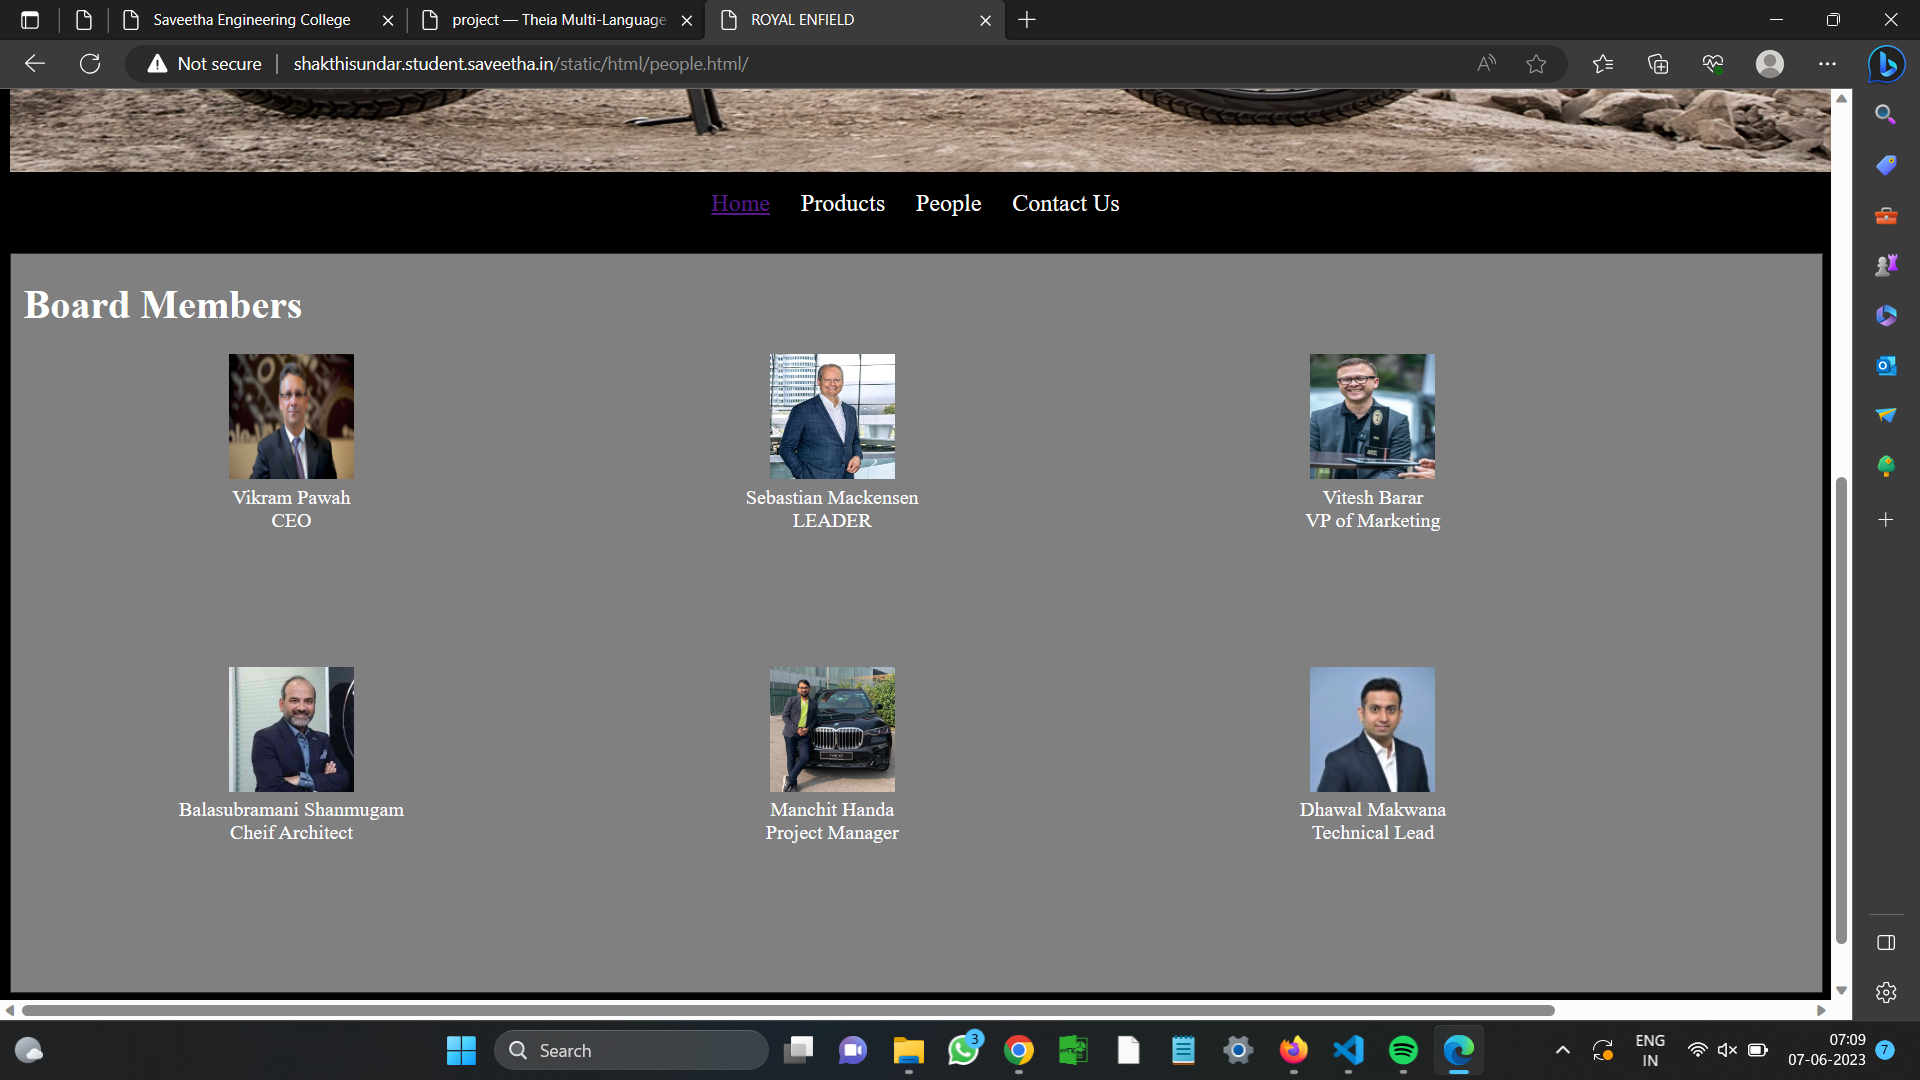 Saveetha Engineering College
project — Theia Multi-Language
ROYAL ENFIELD
Not secure
shakthisundar.student.saveetha.in/static/html/people.html/
Home Products People Contact Us
Board Members
Vikram Pawah
CEO
Sebastian Mackensen
LEADER
Vitesh Barar
VP of Marketing
Balasubramani Shanmugam
Cheif Architect
Manchit Handa
Project Manager
Dhawal Makwana
Technical Lead
Search
3
ENG
IN
07:09
07-06-2023
7